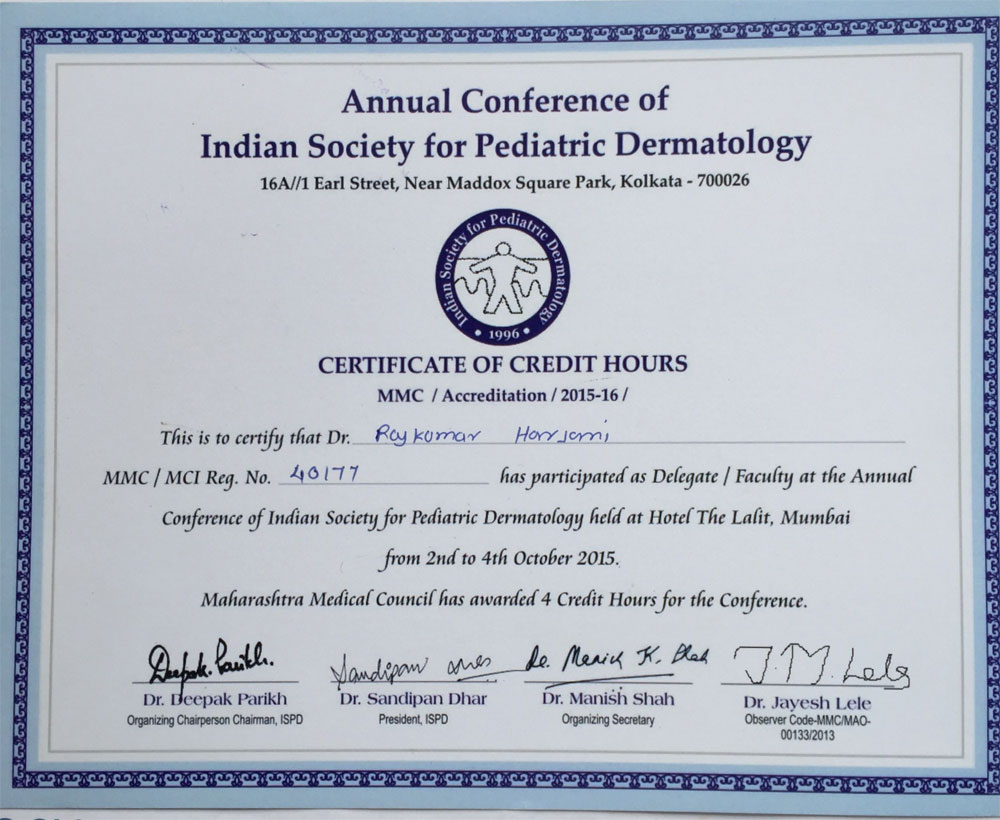 Annual Conference of
Indian Society for Pediatric Dermatology
16A//1 Earl Street, Near Maddox Square Park, Kolkata - 700026
Indian Society for Pediatric Dermatology
• 1996 •
CERTIFICATE OF CREDIT HOURS
MMC / Accreditation / 2015-16 /
This is to certify that Dr. Rajkumar
MMC / MCI Reg. No. 40177 has participated as Delegate / Faculty at the Annual
Conference of Indian Society for Pediatric Dermatology held at Hotel The Lalit, Mumbai
from 2nd to 4th October 2015.
Maharashtra Medical Council has awarded 4 Credit Hours for the Conference.
Deepak. Parikh. Sandipan J.M. Lele
Dr. Deepak Parikh Dr. Sandipan Dhar Dr. Manish Shah Dr. Jayesh Lele
Organizing Chairperson Chairman, ISPD President, ISPD Organizing Secretary Observer Code-MMC/MAO-
00133/2013